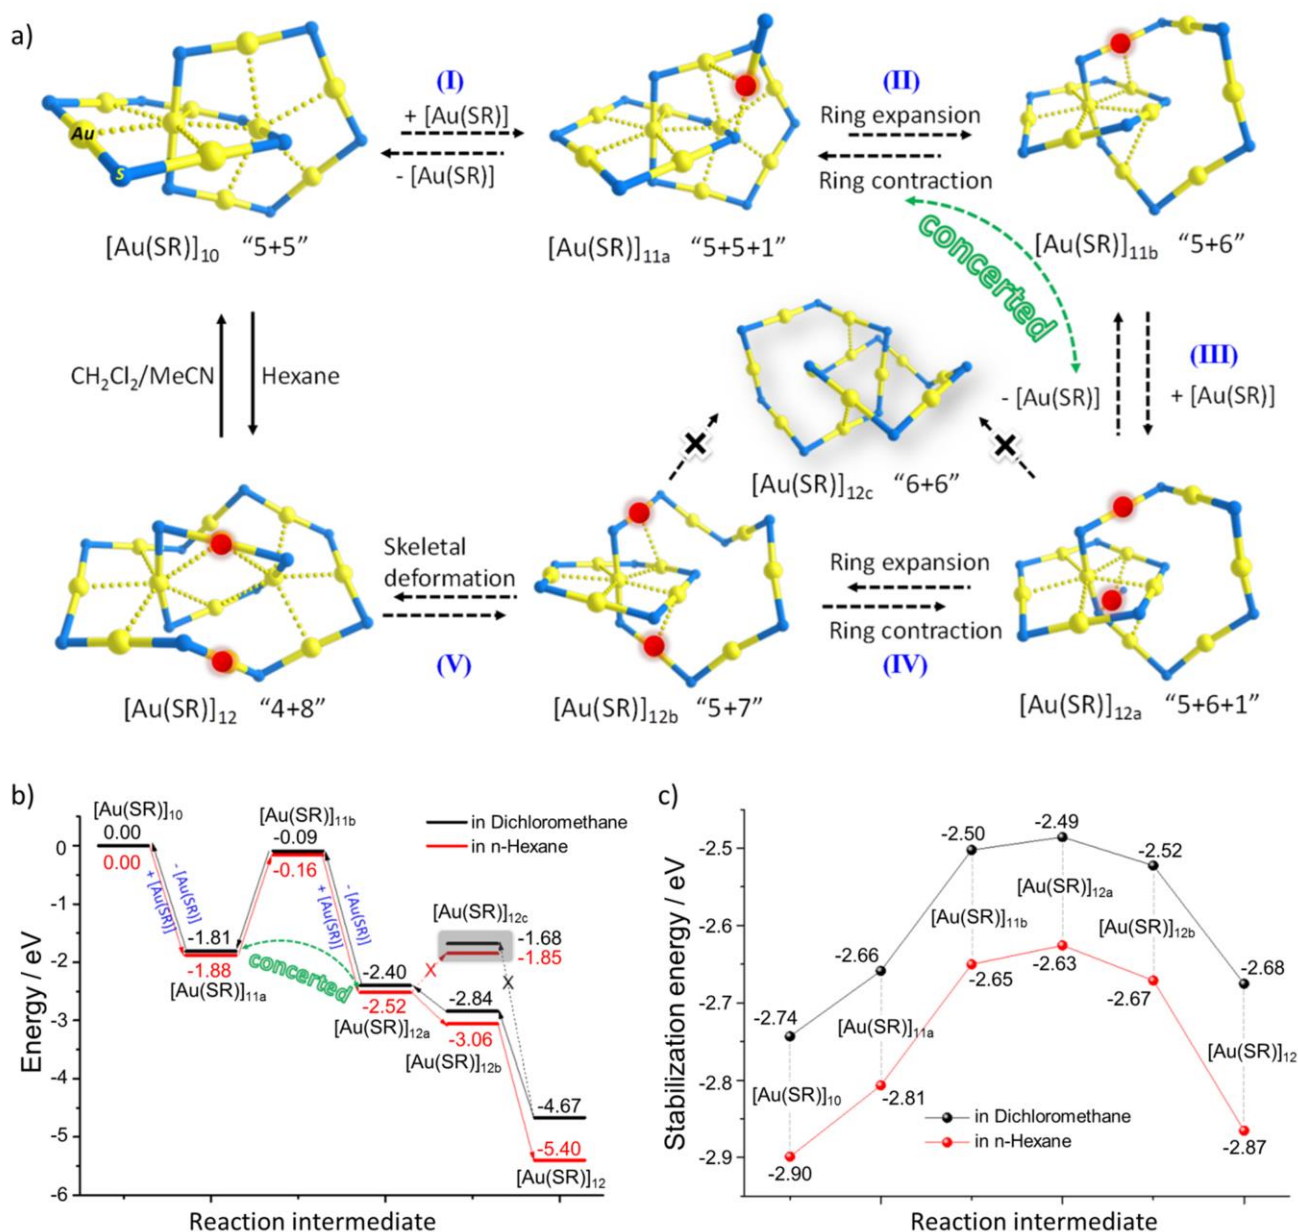 a)
Au
S
[Au(SR)]10 “5+5”
(I)
+ [Au(SR)]
- [Au(SR)]
[Au(SR)]11a “5+5+1”
(II)
Ring expansion
Ring contraction
[Au(SR)]11b “5+6”
concerted
CH2Cl2/MeCN
Hexane
[Au(SR)]12c “6+6”
- [Au(SR)]
(III)
+ [Au(SR)]
[Au(SR)]12 “4+8”
Skeletal
deformation
(V)
[Au(SR)]12b “5+7”
Ring expansion
Ring contraction
(IV)
[Au(SR)]12a “5+6+1”
b)
Energy / eV
0
-1
-2
-3
-4
-5
-6
[Au(SR)]10
0.00
0.00
+ [Au(SR)]
- [Au(SR)]
-1.81
-1.88
[Au(SR)]11a
[Au(SR)]11b
-0.09
-0.16
+ [Au(SR)]
- [Au(SR)]
concerted
in Dichloromethane
in n-Hexane
-2.40
-2.52
[Au(SR)]12a
[Au(SR)]12c
-1.68
-1.85
X
X
-2.84
-3.06
[Au(SR)]12b
-4.67
-5.40
[Au(SR)]12
Reaction intermediate
c)
Stabilization energy / eV
-2.5
-2.6
-2.7
-2.8
-2.9
-2.74
-2.66
-2.50
-2.49
-2.52
-2.68
[Au(SR)]10
[Au(SR)]11a
[Au(SR)]11b
[Au(SR)]12a
[Au(SR)]12b
[Au(SR)]12
-2.90
-2.81
-2.65
-2.63
-2.67
-2.87
in Dichloromethane
in n-Hexane
Reaction intermediate